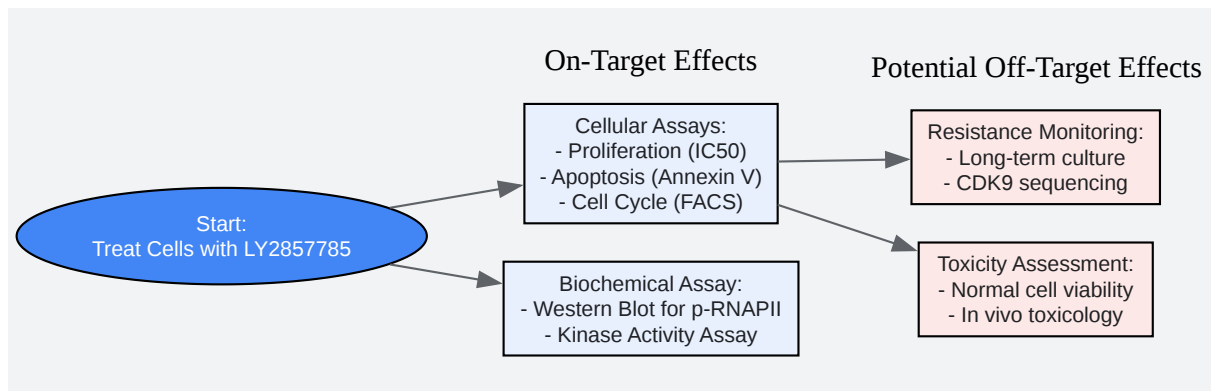 On-Target Effects
Potential Off-Target Effects
Start:
Treat Cells with LY2857785
Cellular Assays:
- Proliferation (IC50)
- Apoptosis (Annexin V)
- Cell Cycle (FACS)
Biochemical Assay:
- Western Blot for p-RNAPII
- Kinase Activity Assay
Resistance Monitoring:
- Long-term culture
- CDK9 sequencing
Toxicity Assessment:
- Normal cell viability
- In vivo toxicology